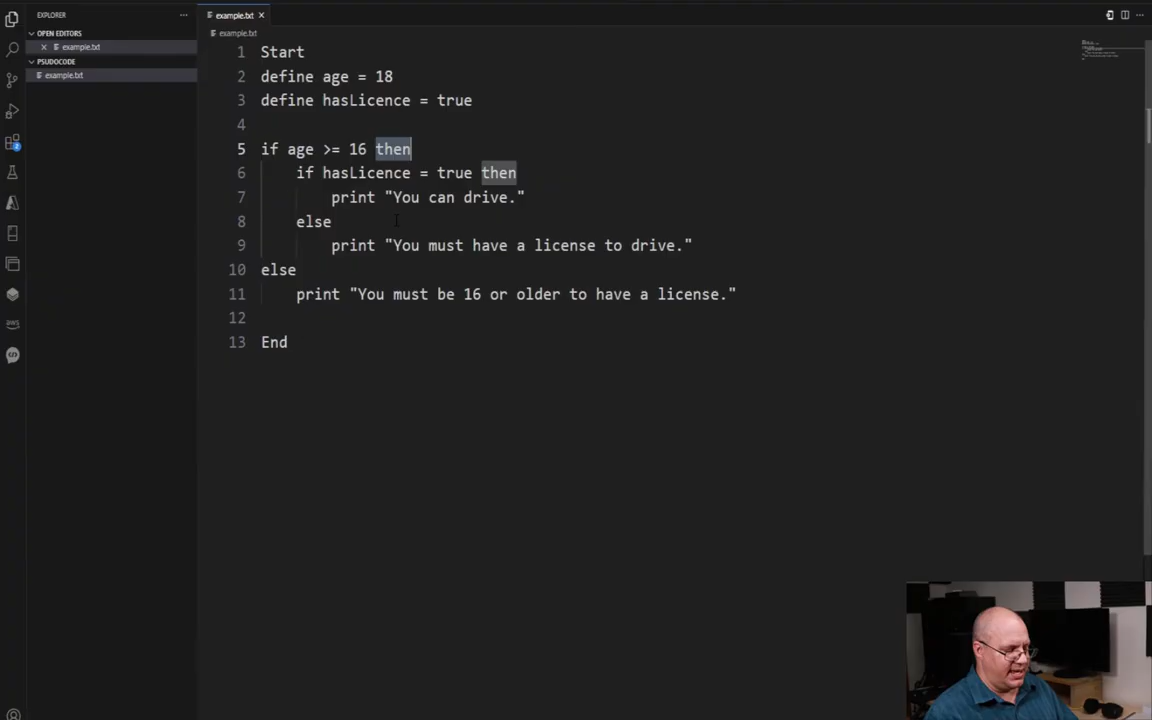 EXPLORER
···
OPEN EDITORS
example.txt
PSUDOCODE
example.txt
2
aws
example.txt
example.txt
1 Start
2 define age = 18
3 define hasLicence = true
4
5 if age >= 16 then
6 if hasLicence = true then
7 print "You can drive."
8 else
9 print "You must have a license to drive."
10 else
11 print "You must be 16 or older to have a license."
12
13 End